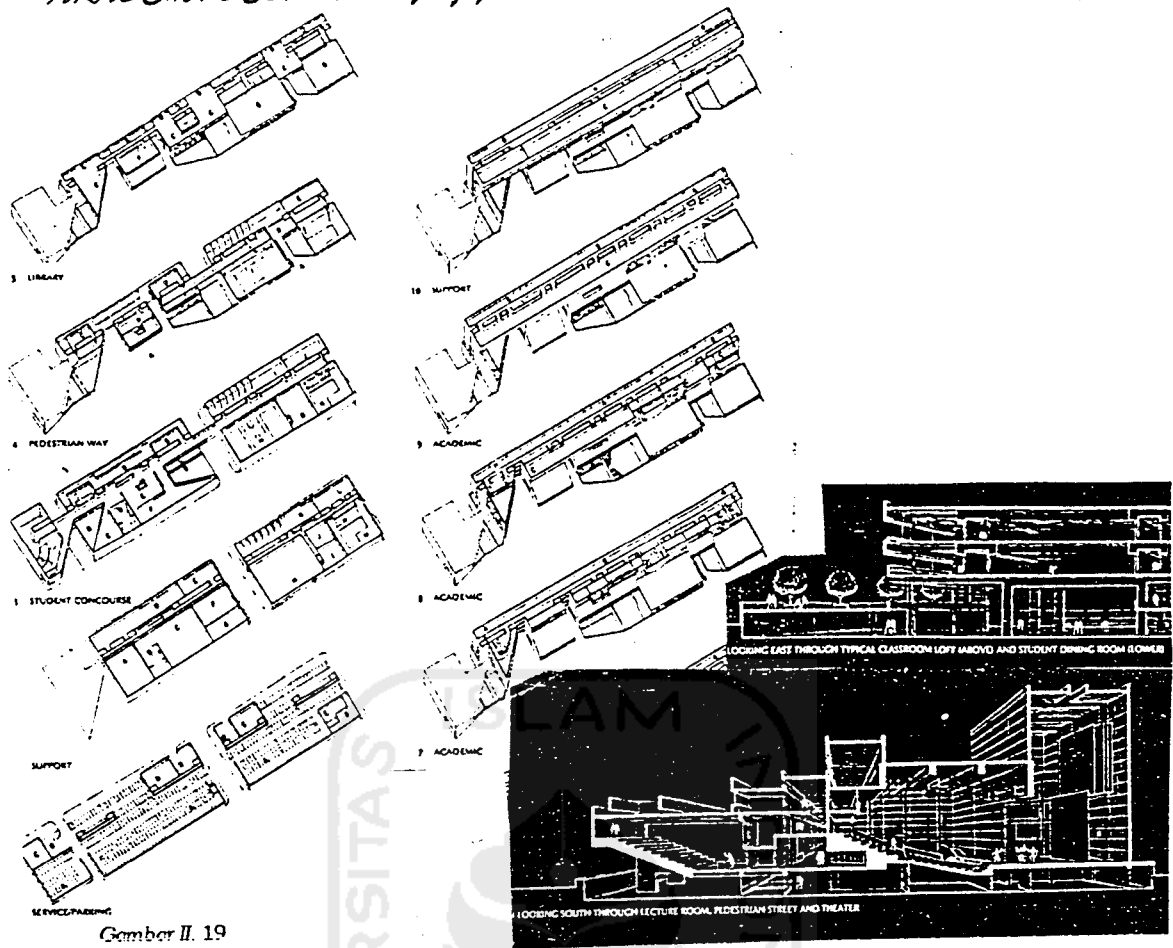 5 LIBRARY
4 PEDESTRIAN WAY
3 STUDENT CONCOURSE
SUPPORT
SERVICE/PARKING
Gambar II. 19
10 SUPPORT
9 ACADEMIC
8 ACADEMIC
7 ACADEMIC
LOOKING EAST THROUGH TYPICAL CLASSROOM LOFT (ABOVE) AND STUDENT DINING ROOM (LOWER)
LOOKING SOUTH THROUGH LECTURE ROOM, PEDESTRIAN STREET AND THEATER
ISLAM